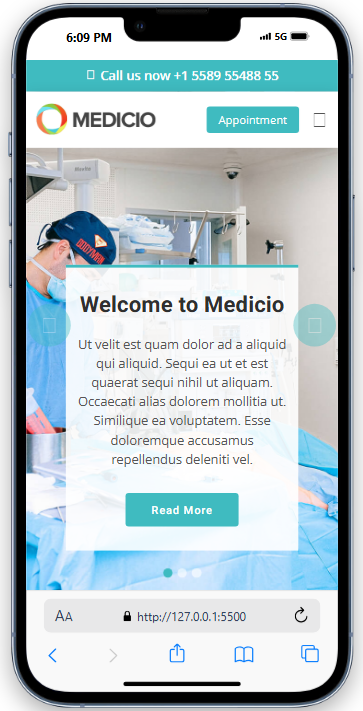 6:09 PM
5G
Call us now +1 5589 55488 55
MEDICIO
Appointment
Welcome to Medicio
Ut velit est quam dolor ad a aliquid
qui aliquid. Sequi ea ut et est
quaerat sequi nihil ut aliquam.
Occaecati alias dolorem mollitia ut.
Similique ea voluptatem. Esse
doloremque accusamus
repellendus deleniti vel.
Read More
AA
http://127.0.0.1:5500